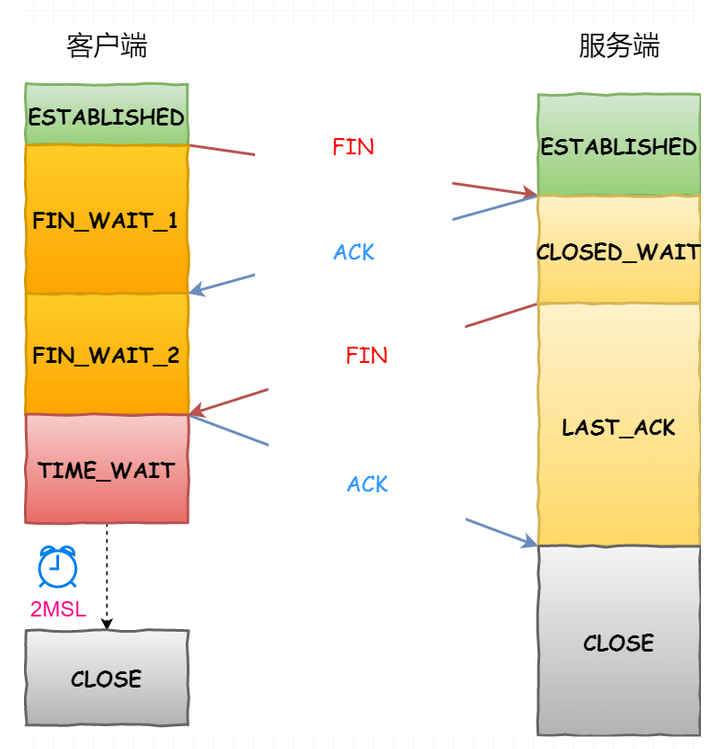 客户端
服务端
ESTABLISHED
FIN
ESTABLISHED
FIN_WAIT_1
ACK
CLOSED_WAIT
FIN_WAIT_2
FIN
LAST_ACK
TIME_WAIT
ACK
2MSL
CLOSE
CLOSE